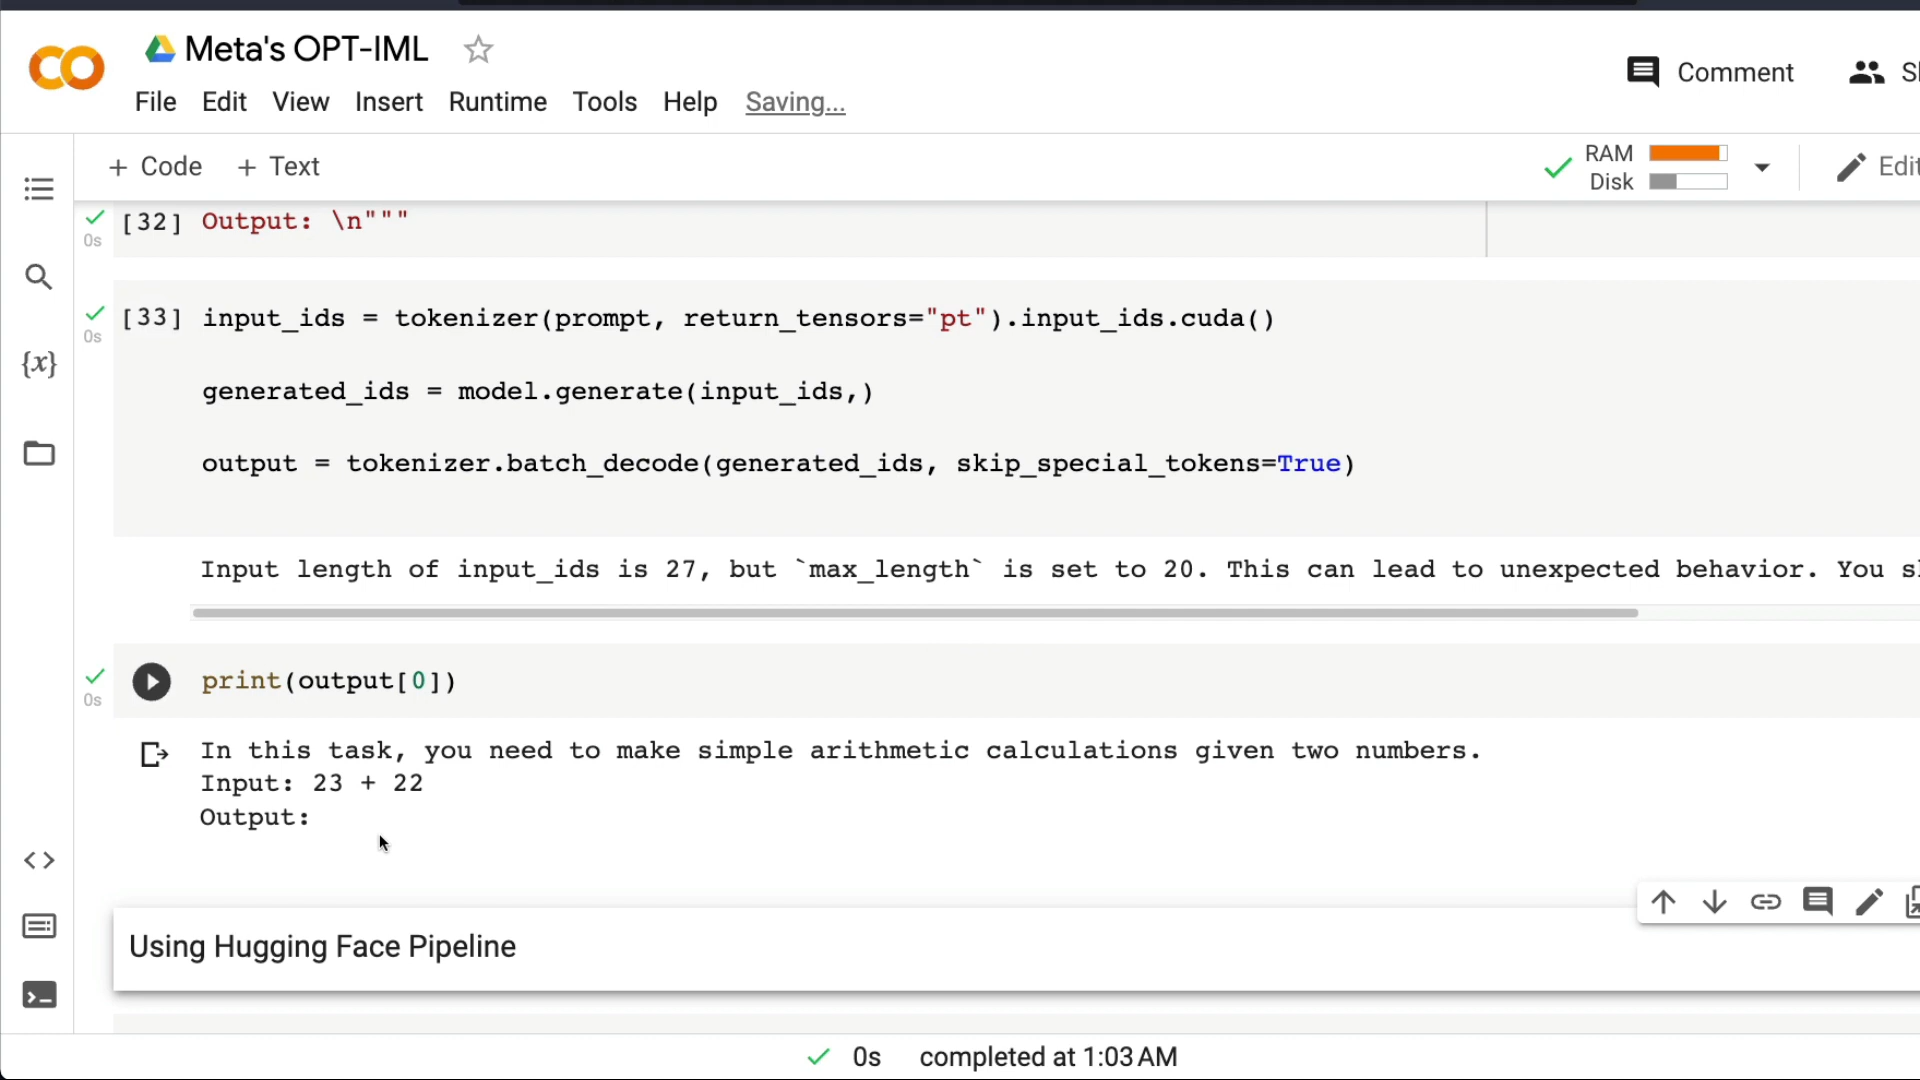 Meta's OPT-IML
Comment
File Edit View Insert Runtime Tools Help Saving...
+ Code + Text
RAM
Disk
[32] Output: \n"""
0s
[33] input_ids = tokenizer(prompt, return_tensors="pt").input_ids.cuda()
0s
{x}
generated_ids = model.generate(input_ids,)
output = tokenizer.batch_decode(generated_ids, skip_special_tokens=True)
Input length of input_ids is 27, but `max_length` is set to 20. This can lead to unexpected behavior. You
print(output[0])
0s
In this task, you need to make simple arithmetic calculations given two numbers.
Input: 23 + 22
Output:
Using Hugging Face Pipeline
0s completed at 1:03 AM